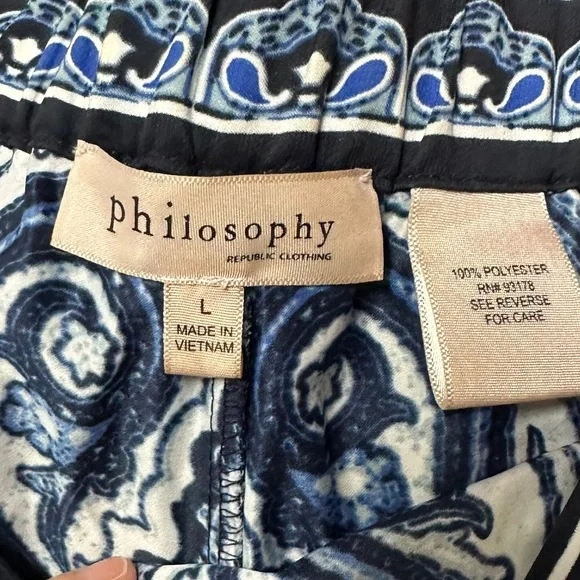 philosophy
REPUBLIC CLOTHING
L
MADE IN
VIETNAM
100% POLYESTER
RN# 93178
SEE REVERSE
FOR CARE